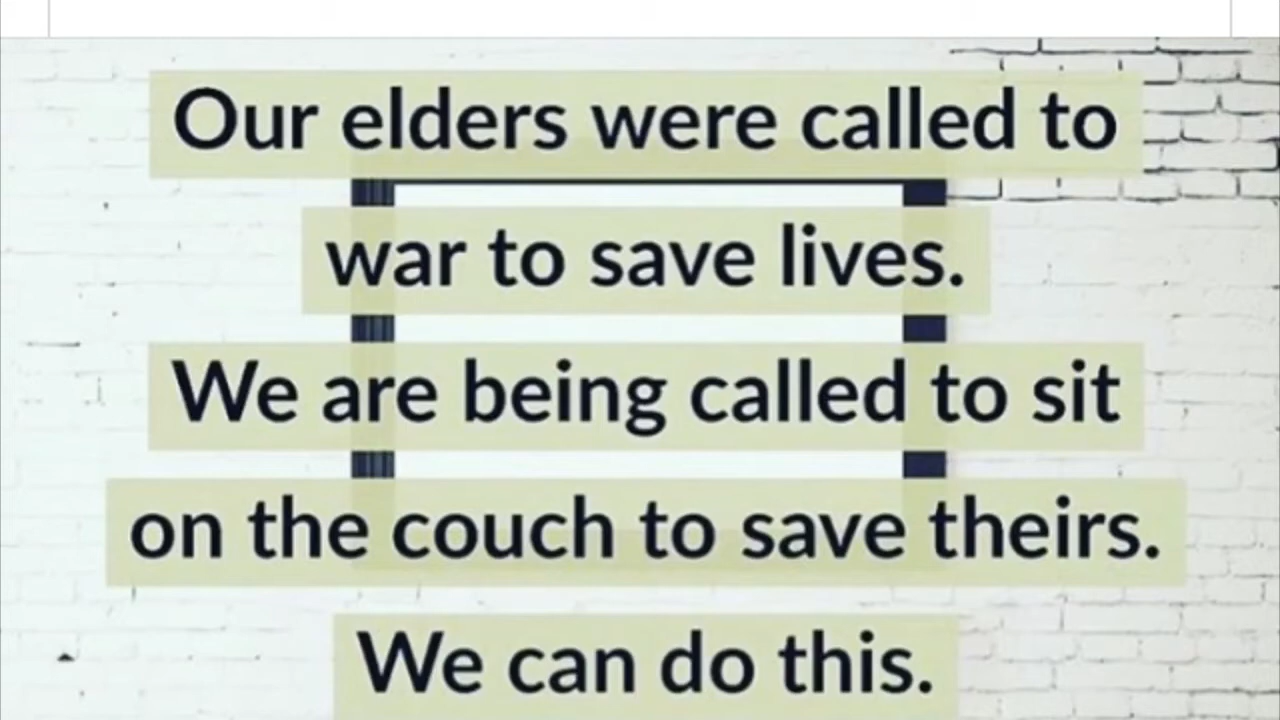 Our elders were called to
war to save lives.
We are being called to sit
on the couch to save theirs.
We can do this.